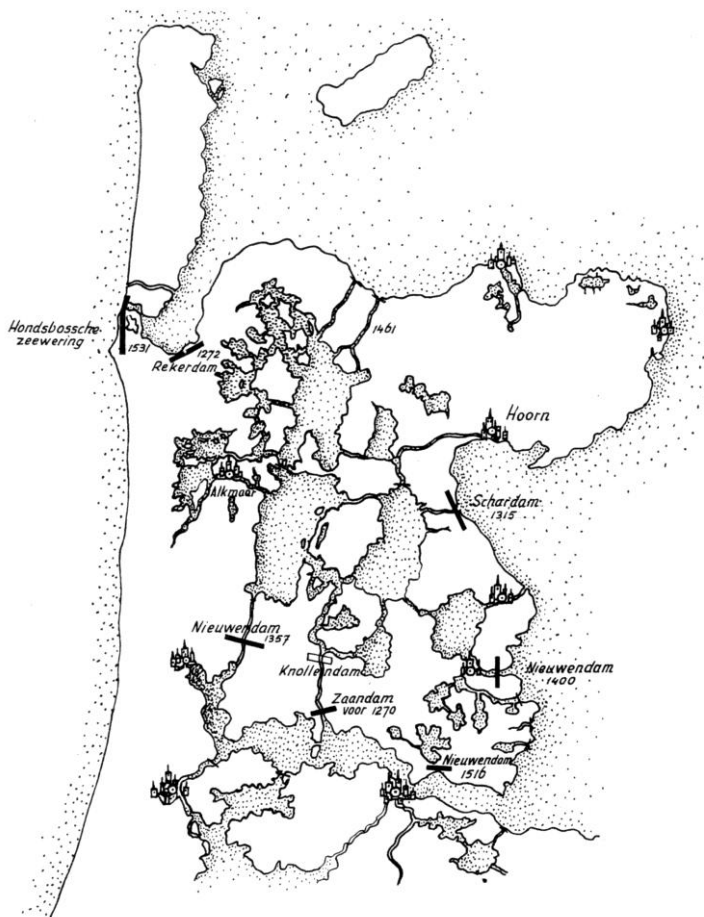 Hondsbossche
zeewering
1531
1272
Rekerdam
1461
Hoorn
Alkmaar
Schardam
1315
Nieuwendam
1357
Knollendam
Nieuwendam
1400
Zaandam
voor 1270
Nieuwendam
1516